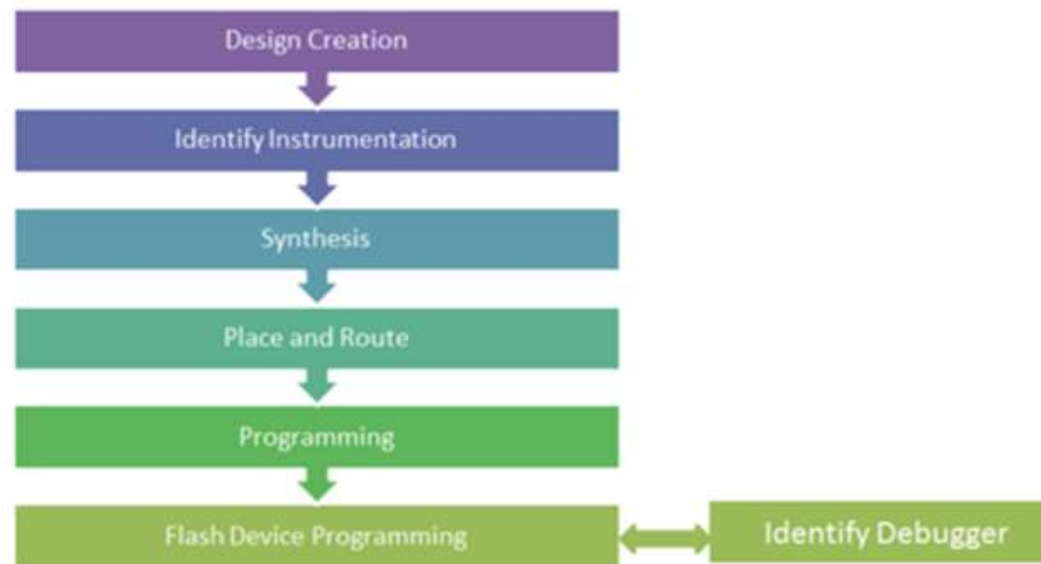 Design Creation
Identify Instrumentation
Synthesis
Place and Route
Programming
Flash Device Programming
Identify Debugger